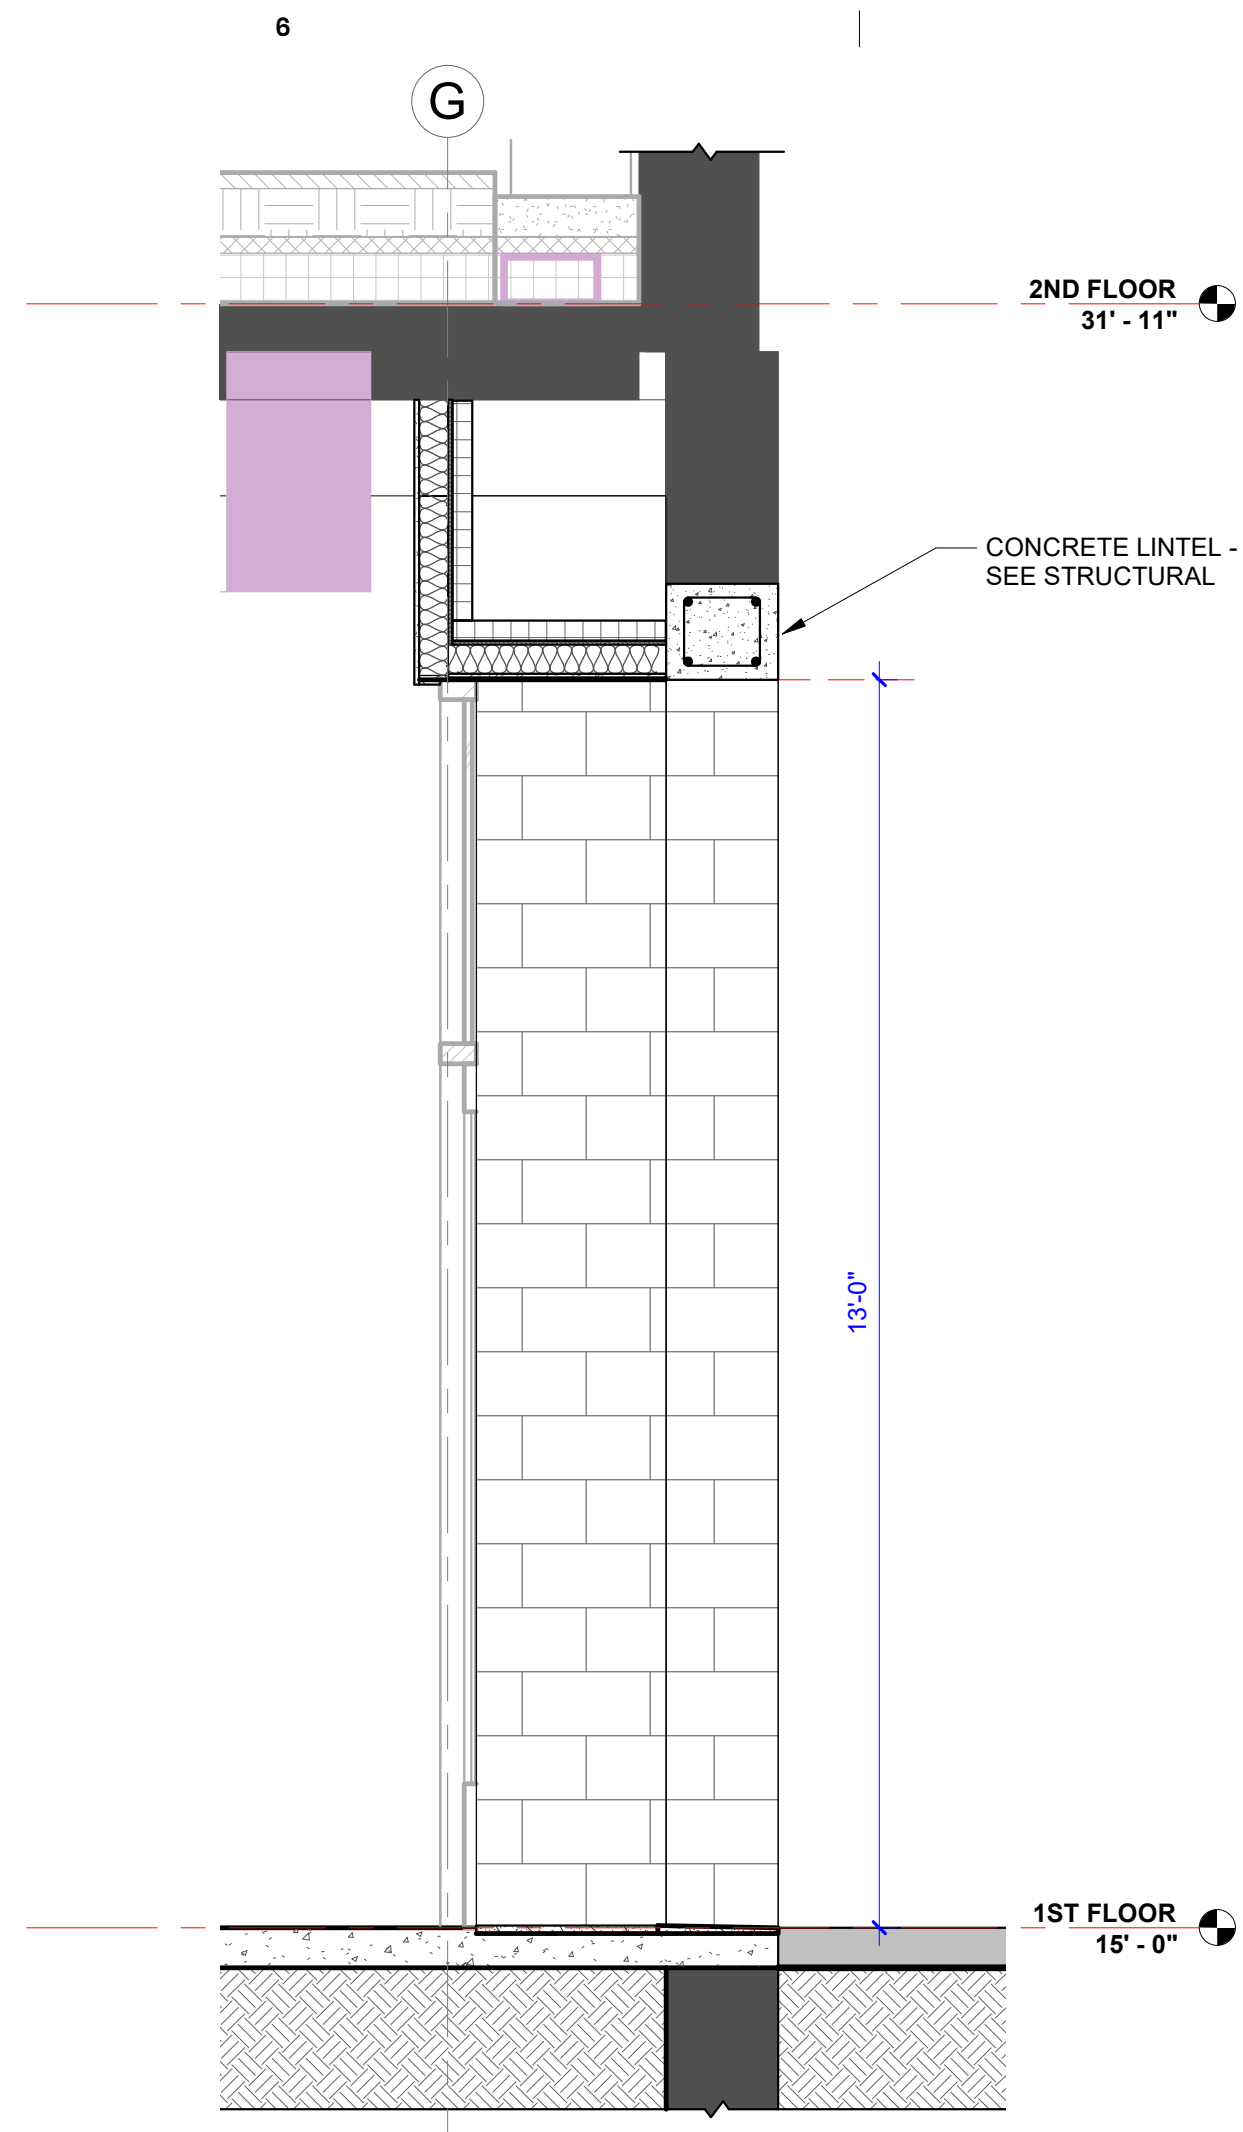 6
G
2ND FLOOR
31' - 11"
CONCRETE LINTEL -
SEE STRUCTURAL
13'-0"
1ST FLOOR
15' - 0"